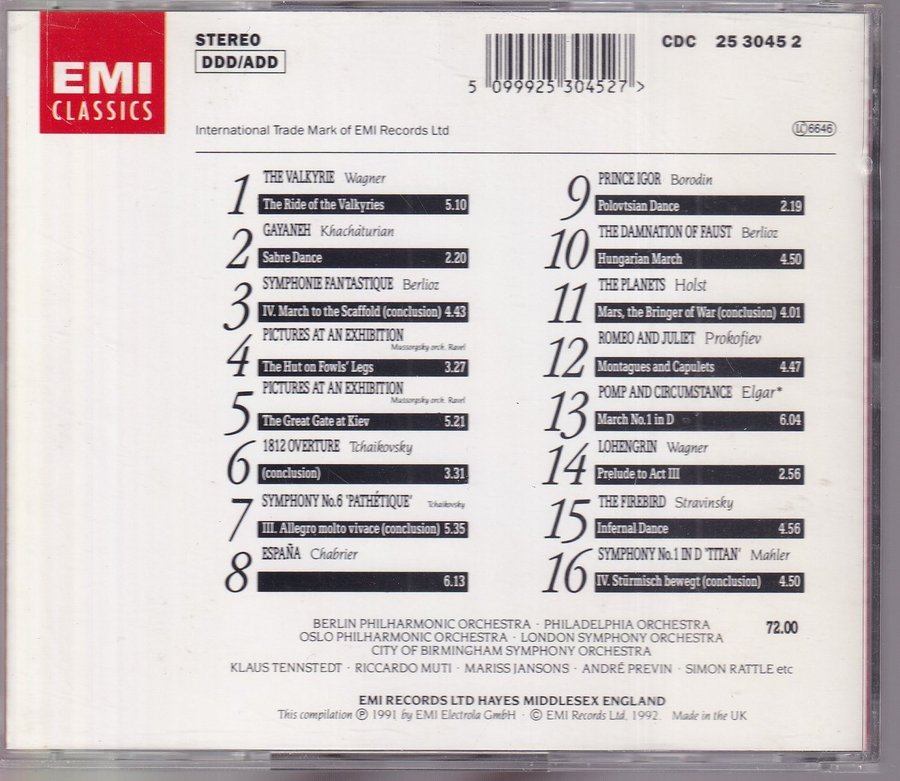 EMI
CLASSICS
STEREO
DDD/ADD
5 099925 304527 >
CDC 25 3045 2
International Trade Mark of EMI Records Ltd
LC 6646
1 THE VALKYRIE Wagner
The Ride of the Valkyries 5.10
2 GAYANEH Khachaturian
Sabre Dance 2.20
3 SYMPHONIE FANTASTIQUE Berlioz
IV. March to the Scaffold (conclusion) 4.43
4 PICTURES AT AN EXHIBITION
Mussorgsky orch. Ravel
The Hut on Fowls' Legs 3.27
5 PICTURES AT AN EXHIBITION
Mussorgsky orch. Ravel
The Great Gate at Kiev 5.21
6 1812 OVERTURE Tchaikovsky
(conclusion) 3.31
7 SYMPHONY No.6 'PATHÉTIQUE' Tchaikovsky
III. Allegro molto vivace (conclusion) 5.35
8 ESPAÑA Chabrier
6.13
9 PRINCE IGOR Borodin
Polovtsian Dance 2.19
10 THE DAMNATION OF FAUST Berlioz
Hungarian March 4.50
11 THE PLANETS Holst
Mars, the Bringer of War (conclusion) 4.01
12 ROMEO AND JULIET Prokofiev
Montagues and Capulets 4.47
13 POMP AND CIRCUMSTANCE Elgar*
March No.1 in D 6.04
14 LOHENGRIN Wagner
Prelude to Act III 2.56
15 THE FIREBIRD Stravinsky
Infernal Dance 4.56
16 SYMPHONY No.1 IN D 'TITAN' Mahler
IV. Stürmisch bewegt (conclusion) 4.50
BERLIN PHILHARMONIC ORCHESTRA · PHILADELPHIA ORCHESTRA
72.00
OSLO PHILHARMONIC ORCHESTRA · LONDON SYMPHONY ORCHESTRA
CITY OF BIRMINGHAM SYMPHONY ORCHESTRA
KLAUS TENNSTEDT · RICCARDO MUTI · MARISS JANSONS · ANDRÉ PREVIN · SIMON RATTLE etc
EMI RECORDS LTD HAYES MIDDLESEX ENGLAND
This compilation ℗ 1991 by EMI Electrola GmbH · © EMI Records Ltd, 1992. Made in the UK